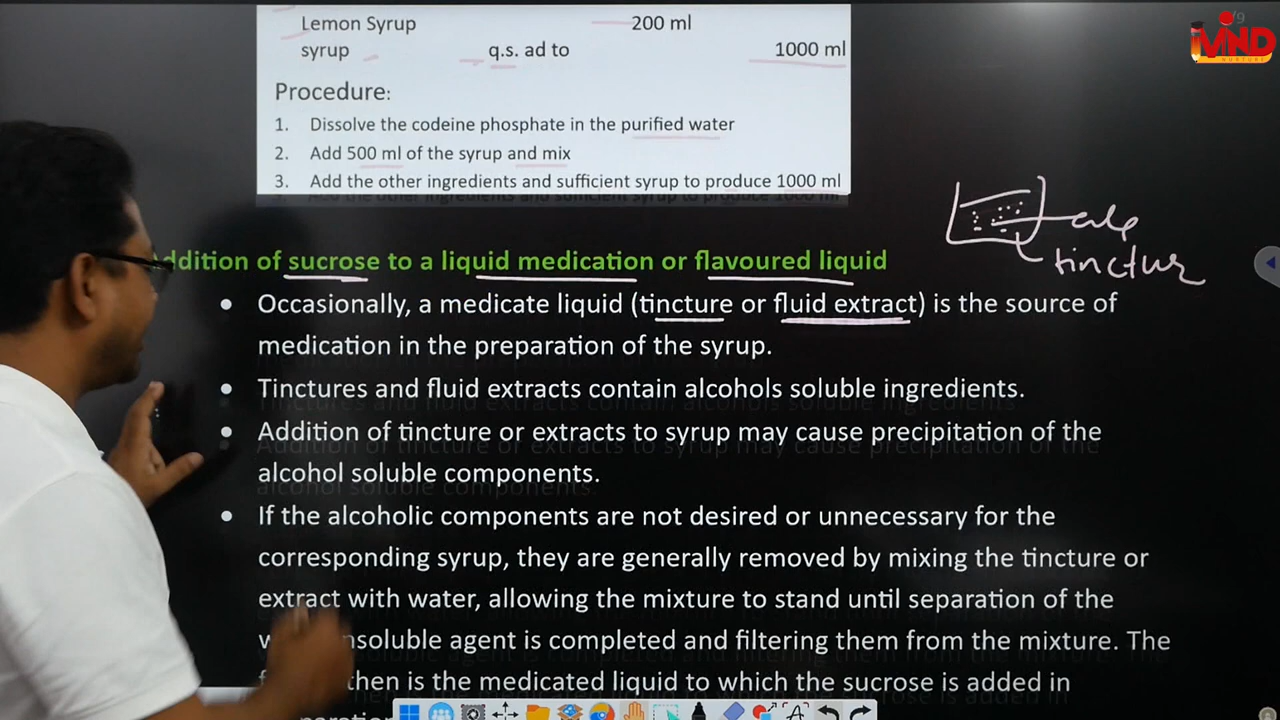 Lemon Syrup 200 ml
syrup q.s. ad to 1000 ml
Procedure:
1. Dissolve the codeine phosphate in the purified water
2. Add 500 ml of the syrup and mix
3. Add the other ingredients and sufficient syrup to produce 1000 ml
ddition of sucrose to a liquid medication or flavoured liquid
• Occasionally, a medicate liquid (tincture or fluid extract) is the source of
medication in the preparation of the syrup.
• Tinctures and fluid extracts contain alcohols soluble ingredients.
• Addition of tincture or extracts to syrup may cause precipitation of the
alcohol soluble components.
• If the alcoholic components are not desired or unnecessary for the
corresponding syrup, they are generally removed by mixing the tincture or
extract with water, allowing the mixture to stand until separation of the
nsoluble agent is completed and filtering them from the mixture. The
then is the medicated liquid to which the sucrose is added in
tinctur
MND
NURTURE
/9